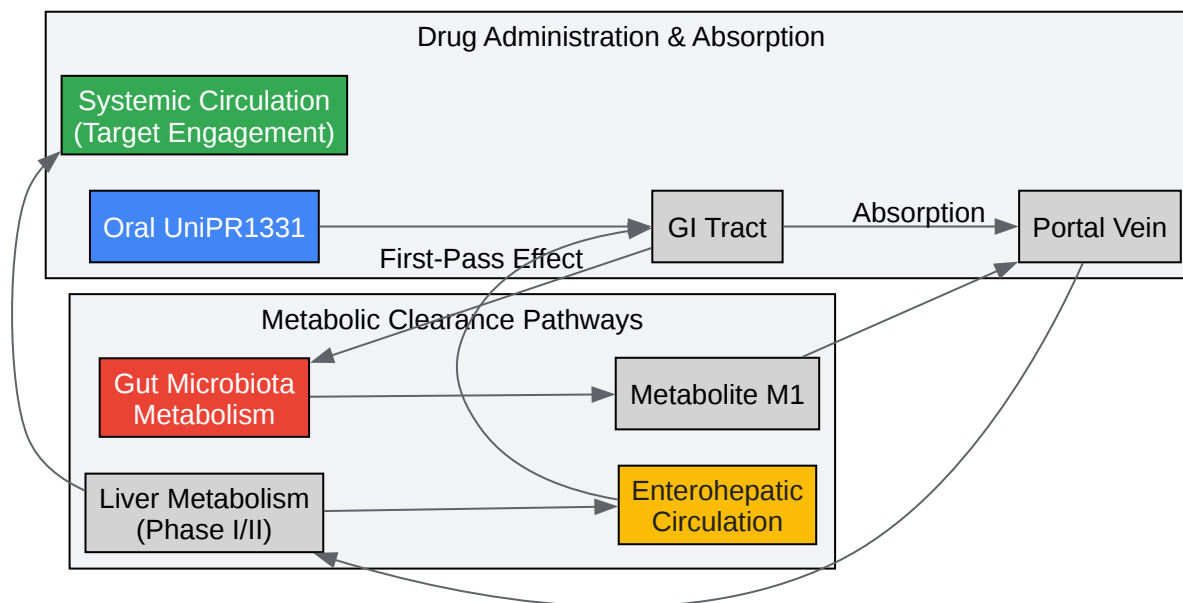 Drug Administration & Absorption
Systemic Circulation
(Target Engagement)
Oral UniPR1331
GI Tract
Absorption
Portal Vein
First-Pass Effect
Metabolic Clearance Pathways
Gut Microbiota
Metabolism
Metabolite M1
Liver Metabolism
(Phase I/II)
Enterohepatic
Circulation